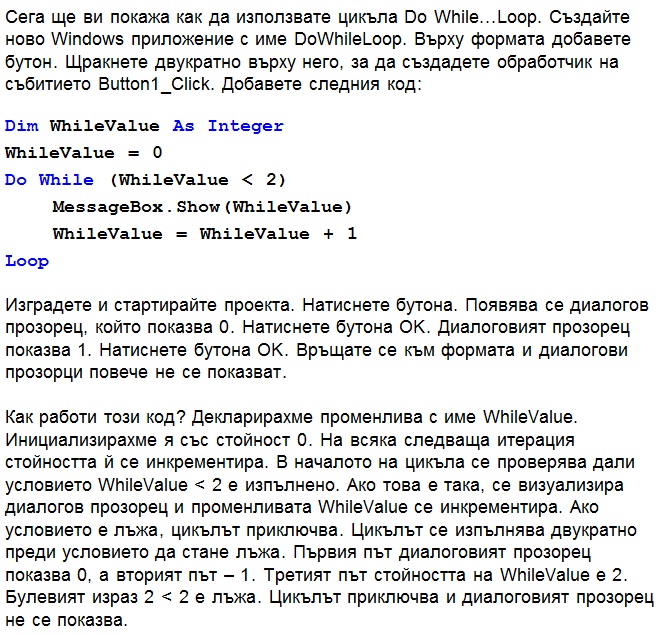 Сега ще ви покажа как да използвате цикъла Do While...Loop. Създайте
ново Windows приложение с име DoWhileLoop. Върху формата добавете
бутон. Щракнете двукратно върху него, за да създадете обработчик на
събитието Button1_Click. Добавете следния код:
Dim WhileValue As Integer
WhileValue = 0
Do While (WhileValue < 2)
    MessageBox.Show(WhileValue)
    WhileValue = WhileValue + 1
Loop
Изградете и стартирайте проекта. Натиснете бутона. Появява се диалогов
прозорец, който показва 0. Натиснете бутона OK. Диалоговият прозорец
показва 1. Натиснете бутона OK. Връщате се към формата и диалогови
прозорци повече не се показват.
Как работи този код? Декларирахме променлива с име WhileValue.
Инициализирахме я със стойност 0. На всяка следваща итерация
стойността й се инкрементира. В началото на цикъла се проверява дали
условието WhileValue < 2 е изпълнено. Ако това е така, се визуализира
диалогов прозорец и променливата WhileValue се инкрементира. Ако
условието е лъжа, цикълът приключва. Цикълът се изпълнява двукратно
преди условието да стане лъжа. Първия път диалоговият прозорец
показва 0, а вторият път – 1. Третият път стойността на WhileValue е 2.
Булевият израз 2 < 2 е лъжа. Цикълът приключва и диалоговият прозорец
не се показва.